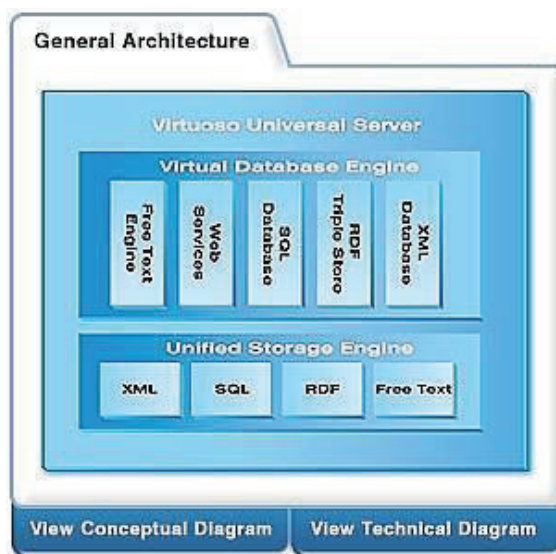 General Architecture
Virtuoso Universal Server
Virtual Database Engine
Free Text
Engine
Web
Services
SQL
Database
RDF
Triple Store
XML
Database
Unified Storage Engine
XML
SQL
RDF
Free Text
View Conceptual Diagram
View Technical Diagram